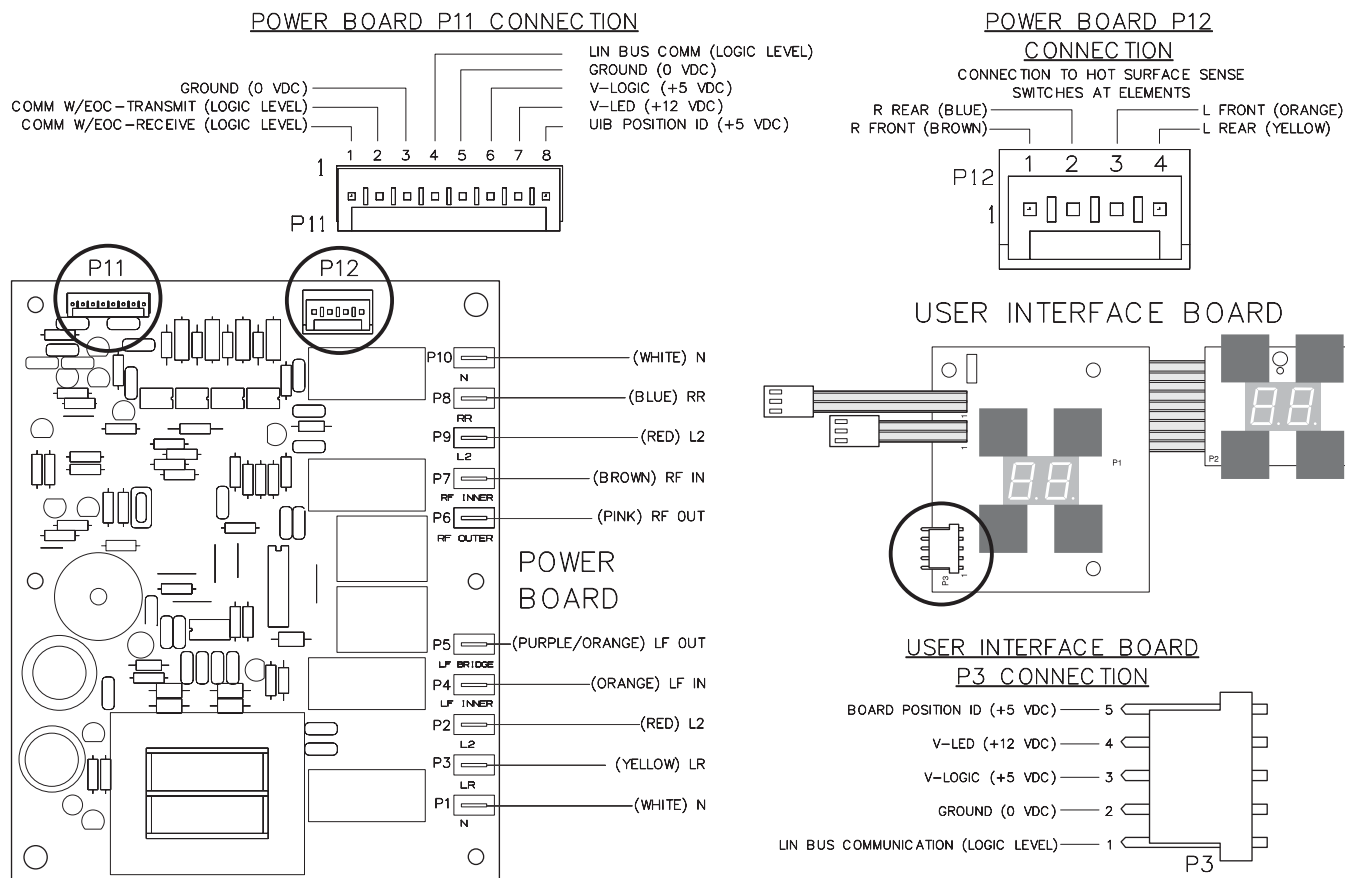 POWER BOARD P11 CONNECTION
LIN BUS COMM (LOGIC LEVEL)
GROUND (0 VDC)
V-LOGIC (+5 VDC)
V-LED (+12 VDC)
UIB POSITION ID (+5 VDC)
GROUND (0 VDC)
COMM W/EOC-TRANSMIT (LOGIC LEVEL)
COMM W/EOC-RECEIVE (LOGIC LEVEL)
1 2 3 4 5 6 7 8
1
P11
POWER BOARD P12
CONNECTION
CONNECTION TO HOT SURFACE SENSE
SWITCHES AT ELEMENTS
R REAR (BLUE)
R FRONT (BROWN)
L FRONT (ORANGE)
L REAR (YELLOW)
1 2 3 4
P12
1
P11
P12
P10
N
(WHITE) N
P8
RR
(BLUE) RR
P9
L2
(RED) L2
P7
RF INNER
(BROWN) RF IN
P6
RF OUTER
(PINK) RF OUT
POWER
BOARD
P5
LF BRIDGE
(PURPLE/ORANGE) LF OUT
P4
LF INNER
(ORANGE) LF IN
P2
L2
(RED) L2
P3
LR
(YELLOW) LR
P1
N
(WHITE) N
USER INTERFACE BOARD
1
1
8.8.
P1
P2
8.8.
P3
1
USER INTERFACE BOARD
P3 CONNECTION
BOARD POSITION ID (+5 VDC) 5
V-LED (+12 VDC) 4
V-LOGIC (+5 VDC) 3
GROUND (0 VDC) 2
LIN BUS COMMUNICATION (LOGIC LEVEL) 1
P3